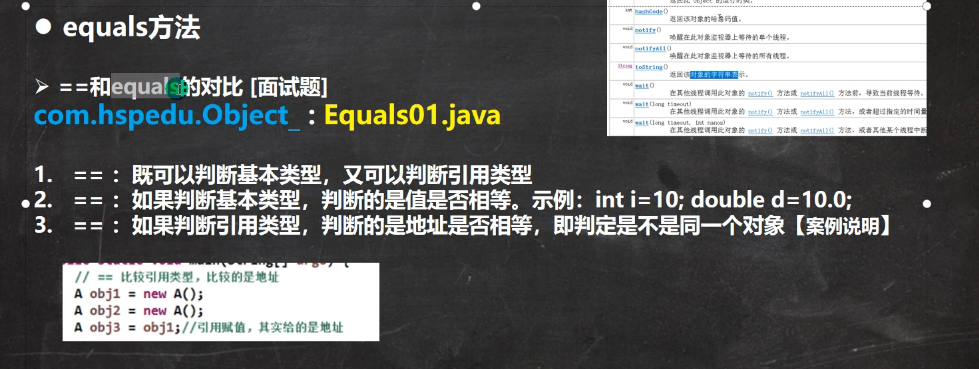 equals方法
返回此 Object 的运行时类。
int hashCode()
返回该对象的哈希码值。
void notify()
唤醒在此对象监视器上等待的单个线程。
void notifyAll()
唤醒在此对象监视器上等待的所有线程。
String toString()
返回该对象的字符串表示。
void wait()
在其他线程调用此对象的 notify() 方法或 notifyAll() 方法前，导致当前线程等待。
void wait(long timeout)
在其他线程调用此对象的 notify() 方法或 notifyAll() 方法，或者超过指定的时间量
void wait(long timeout, int nanos)
在其他线程调用此对象的 notify() 方法或 notifyAll() 方法，或者其他某个线程中断
==和equals的对比 [面试题]
com.hspedu.Object_ : Equals01.java
1. == ：既可以判断基本类型，又可以判断引用类型
2. == ：如果判断基本类型，判断的是值是否相等。示例：int i=10; double d=10.0;
3. == ：如果判断引用类型，判断的是地址是否相等，即判定是不是同一个对象【案例说明】
static void main(String[] args) {
// == 比较引用类型，比较的是地址
A obj1 = new A();
A obj2 = new A();
A obj3 = obj1;//引用赋值，其实给的是地址